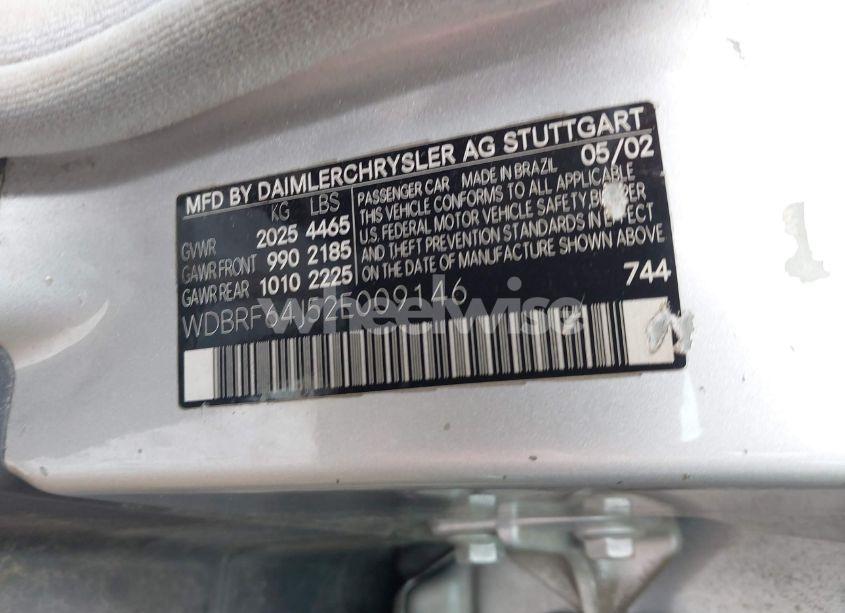 MFD BY DAIMLERCHRYSLER AG STUTTGART
KG LBS 05/02
GVWR 2025 4465
GAWR FRONT 990 2185
GAWR REAR 1010 2225
PASSENGER CAR MADE IN BRAZIL
THIS VEHICLE CONFORMS TO ALL APPLICABLE
U.S. FEDERAL MOTOR VEHICLE SAFETY, BUMPER
AND THEFT PREVENTION STANDARDS IN EFFECT
ON THE DATE OF MANUFACTURE SHOWN ABOVE
744
WDBRF64J52E009146
wheelwise